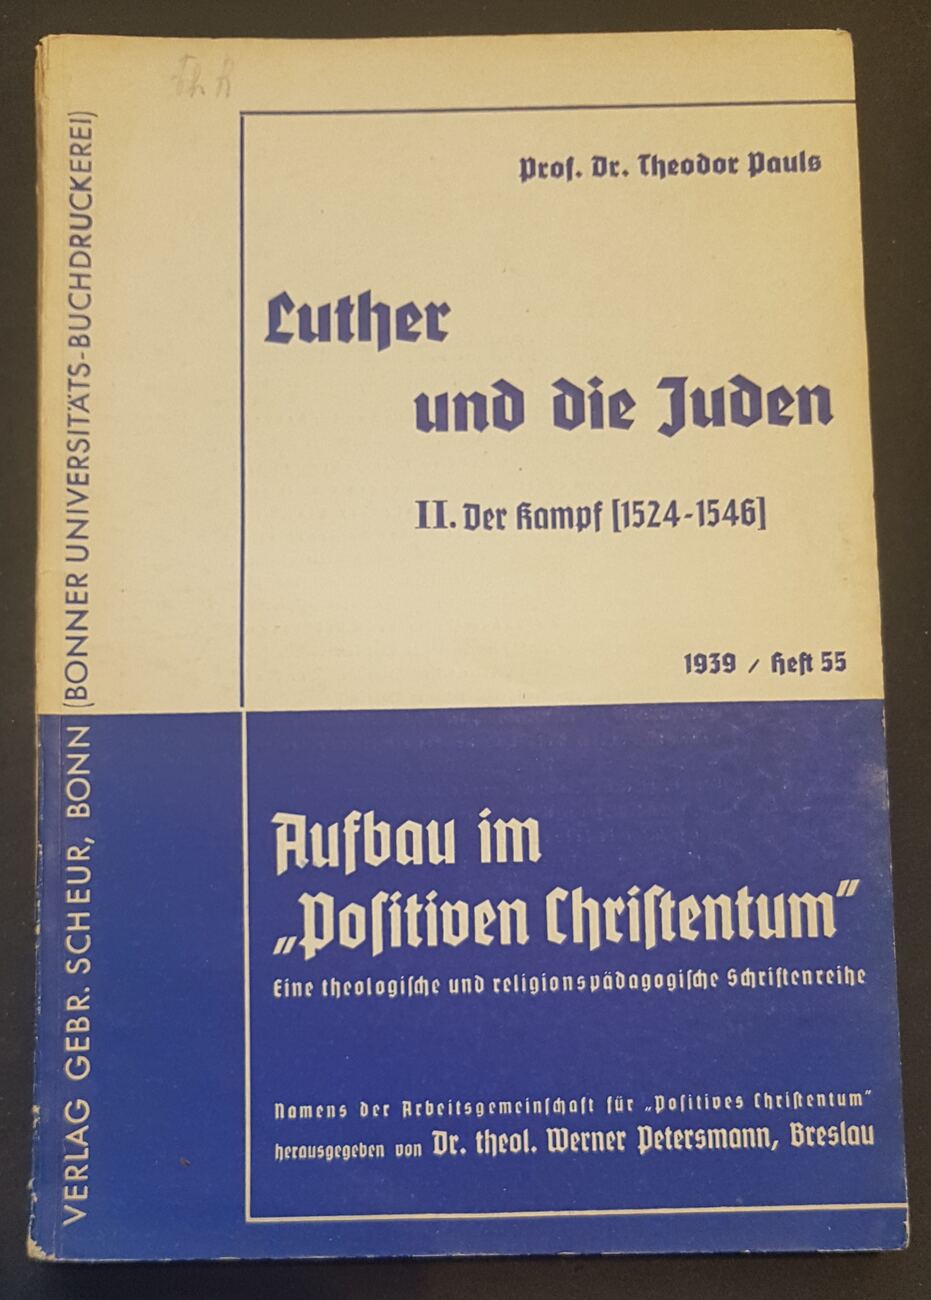 Prof. Dr. Theodor Pauls
Luther
und die Juden
II. Der Kampf [1524-1546]
1939 / Heft 55
Aufbau im
„Positiven Christentum“
Eine theologische und religionspädagogische Schriftenreihe
Namens der Arbeitsgemeinschaft für „Positives Christentum“
herausgegeben von Dr. theol. Werner Petersmann, Breslau
VERLAG GEBR. SCHEUR, BONN (BONNER UNIVERSITÄTS-BUCHDRUCKEREI)